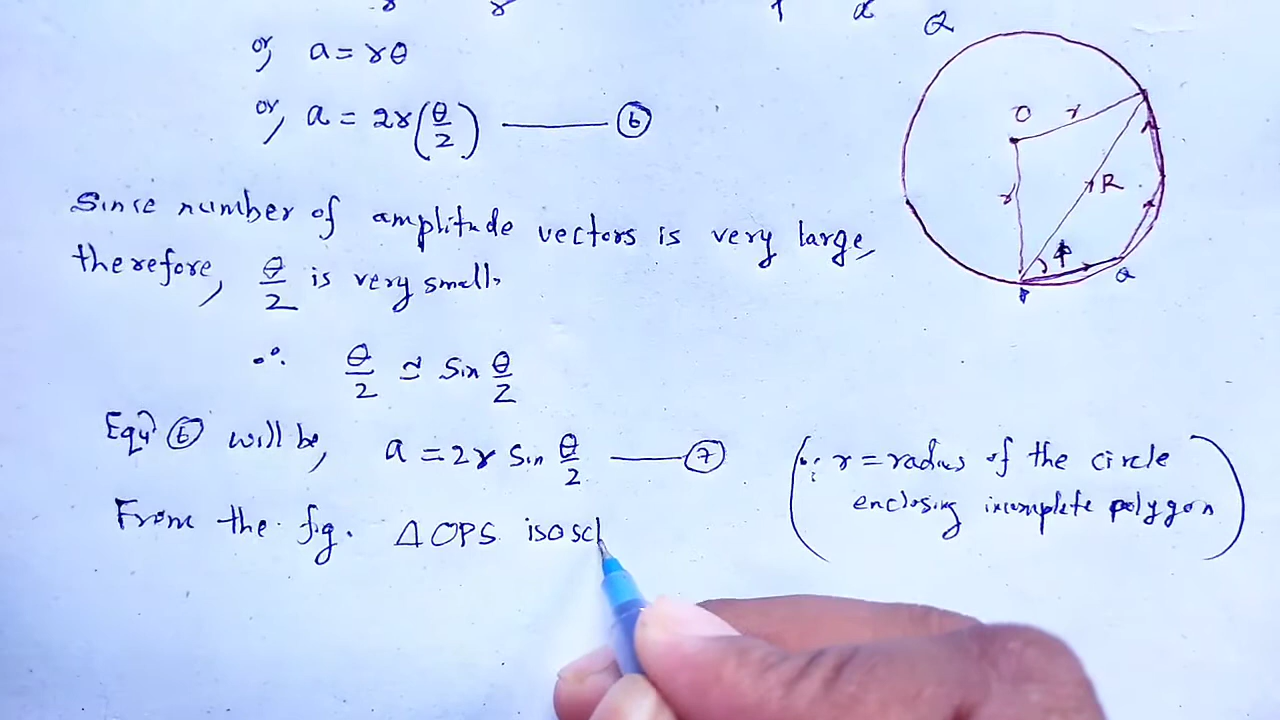 or, a = rθ
or, a = 2r(θ/2) —— ⑥
Since number of amplitude vectors is very large,
therefore, θ/2 is very small.
∴ θ/2 ≃ Sin θ/2
Eqn ⑥ will be, a = 2r Sin θ/2 —— ⑦
(∵ r = radius of the circle
enclosing incomplete polygon)
From the fig. Δ OPS isosc
Q
O
r
r
R
ϕ
P
a